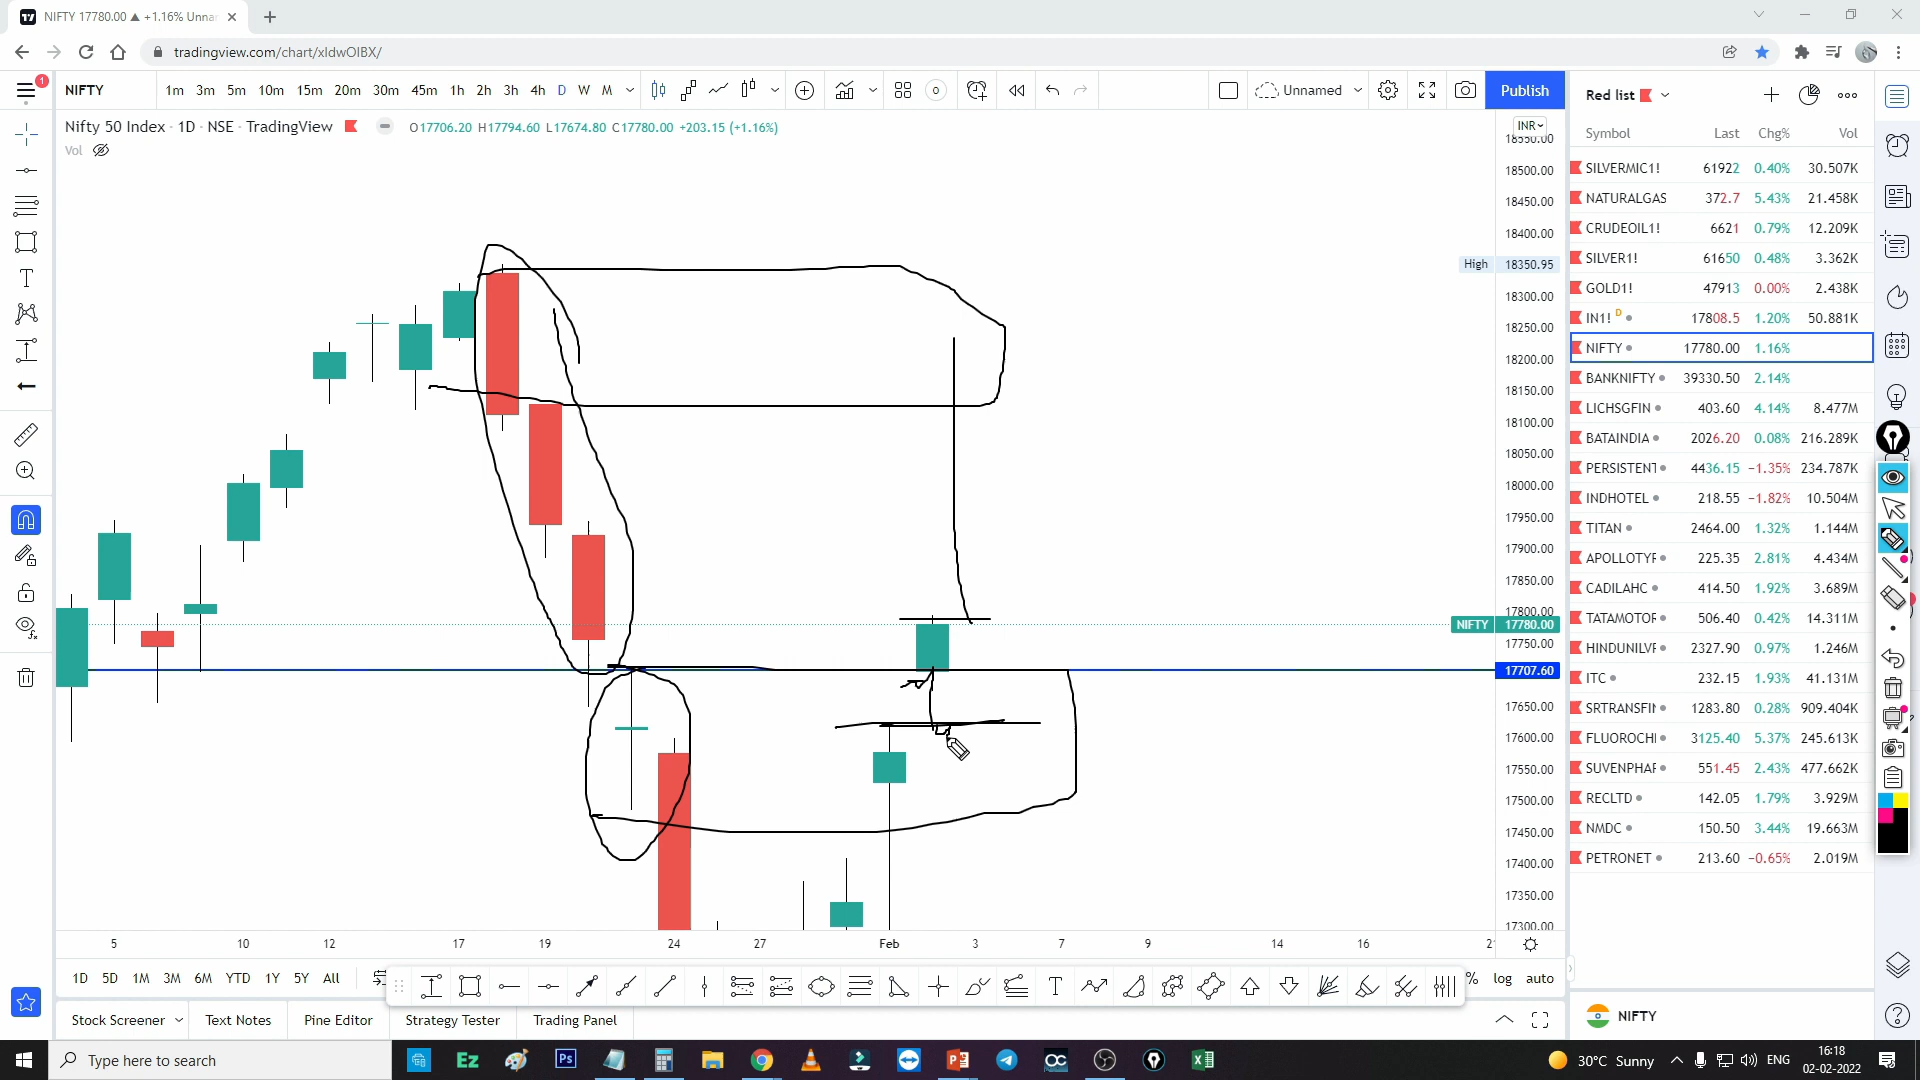 NIFTY 17780.00 ▲ +1.16% Unna
tradingview.com/chart/xIdwOIBX/
1
NIFTY 1m 3m 5m 10m 15m 20m 30m 45m 1h 2h 3h 4h D W M Unnamed Publish
Nifty 50 Index · 1D · NSE · TradingView O17706.20 H17794.60 L17674.80 C17780.00 +203.15 (+1.16%)
Vol
INR
18550.00
18500.00
18450.00
18400.00
High 18350.95
18300.00
18250.00
18200.00
18150.00
18100.00
18050.00
18000.00
17950.00
17900.00
17850.00
17800.00
NIFTY 17780.00
17750.00
17707.60
17650.00
17600.00
17550.00
17500.00
17450.00
17400.00
17350.00
17300.00
5 10 12 17 19 24 27 Feb 3 7 9 14 16 21
1D 5D 1M 3M 6M YTD 1Y 5Y All % log auto
Stock Screener Text Notes Pine Editor Strategy Tester Trading Panel
Red list
Symbol Last Chg% Vol
SILVERMIC1! 61922 0.40% 30.507K
NATURALGAS 372.7 5.43% 21.458K
CRUDEOIL1! 6621 0.79% 12.209K
SILVER1! 61650 0.48% 3.362K
GOLD1! 47913 0.00% 2.438K
IN1! D 17808.5 1.20% 50.881K
NIFTY 17780.00 1.16%
BANKNIFTY 39330.50 2.14%
LICHSGFIN 403.60 4.14% 8.477M
BATAINDIA 2026.20 0.08% 216.289K
PERSISTENT 4436.15 −1.35% 234.787K
INDHOTEL 218.55 −1.82% 10.504M
TITAN 2464.00 1.32% 1.144M
APOLLOTYR 225.35 2.81% 4.434M
CADILAHC 414.50 1.92% 3.689M
TATAMOTOR 506.40 0.42% 14.311M
HINDUNILVR 2327.90 0.97% 1.246M
ITC 232.15 1.93% 41.131M
SRTRANSFIN 1283.80 0.28% 909.404K
FLUOROCHE 3125.40 5.37% 245.613K
SUVENPHAR 551.45 2.43% 477.662K
RECLTD 142.05 1.79% 3.929M
NMDC 150.50 3.44% 19.663M
PETRONET 213.60 −0.65% 2.019M
NIFTY
Type here to search
Ez Ps
30°C Sunny ENG 16:18
02-02-2022